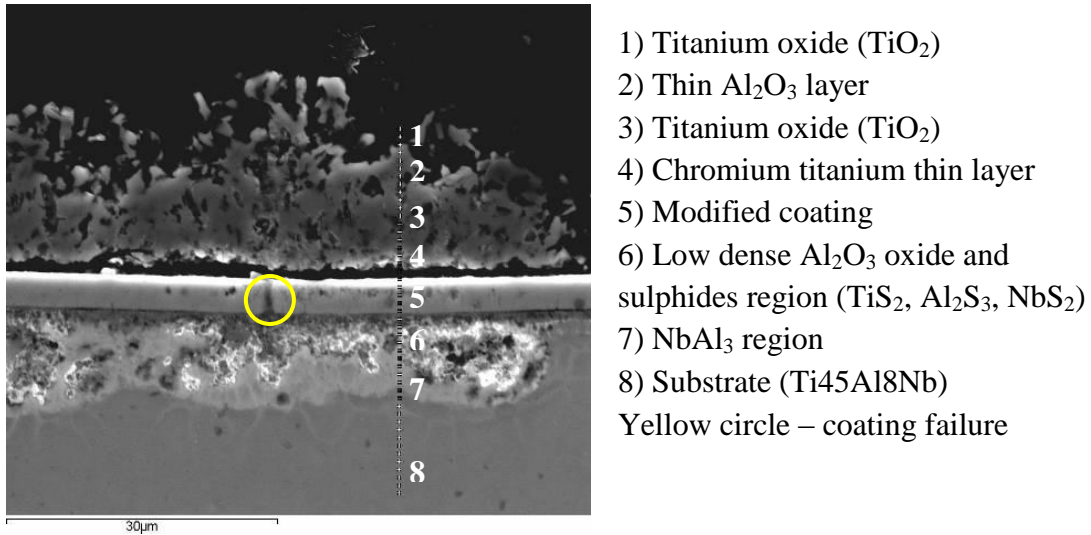 1
2
3
4
5
6
7
8
30µm
1) Titanium oxide (TiO₂)
2) Thin Al₂O₃ layer
3) Titanium oxide (TiO₂)
4) Chromium titanium thin layer
5) Modified coating
6) Low dense Al₂O₃ oxide and
sulphides region (TiS₂, Al₂S₃, NbS₂)
7) NbAl₃ region
8) Substrate (Ti45Al8Nb)
Yellow circle – coating failure